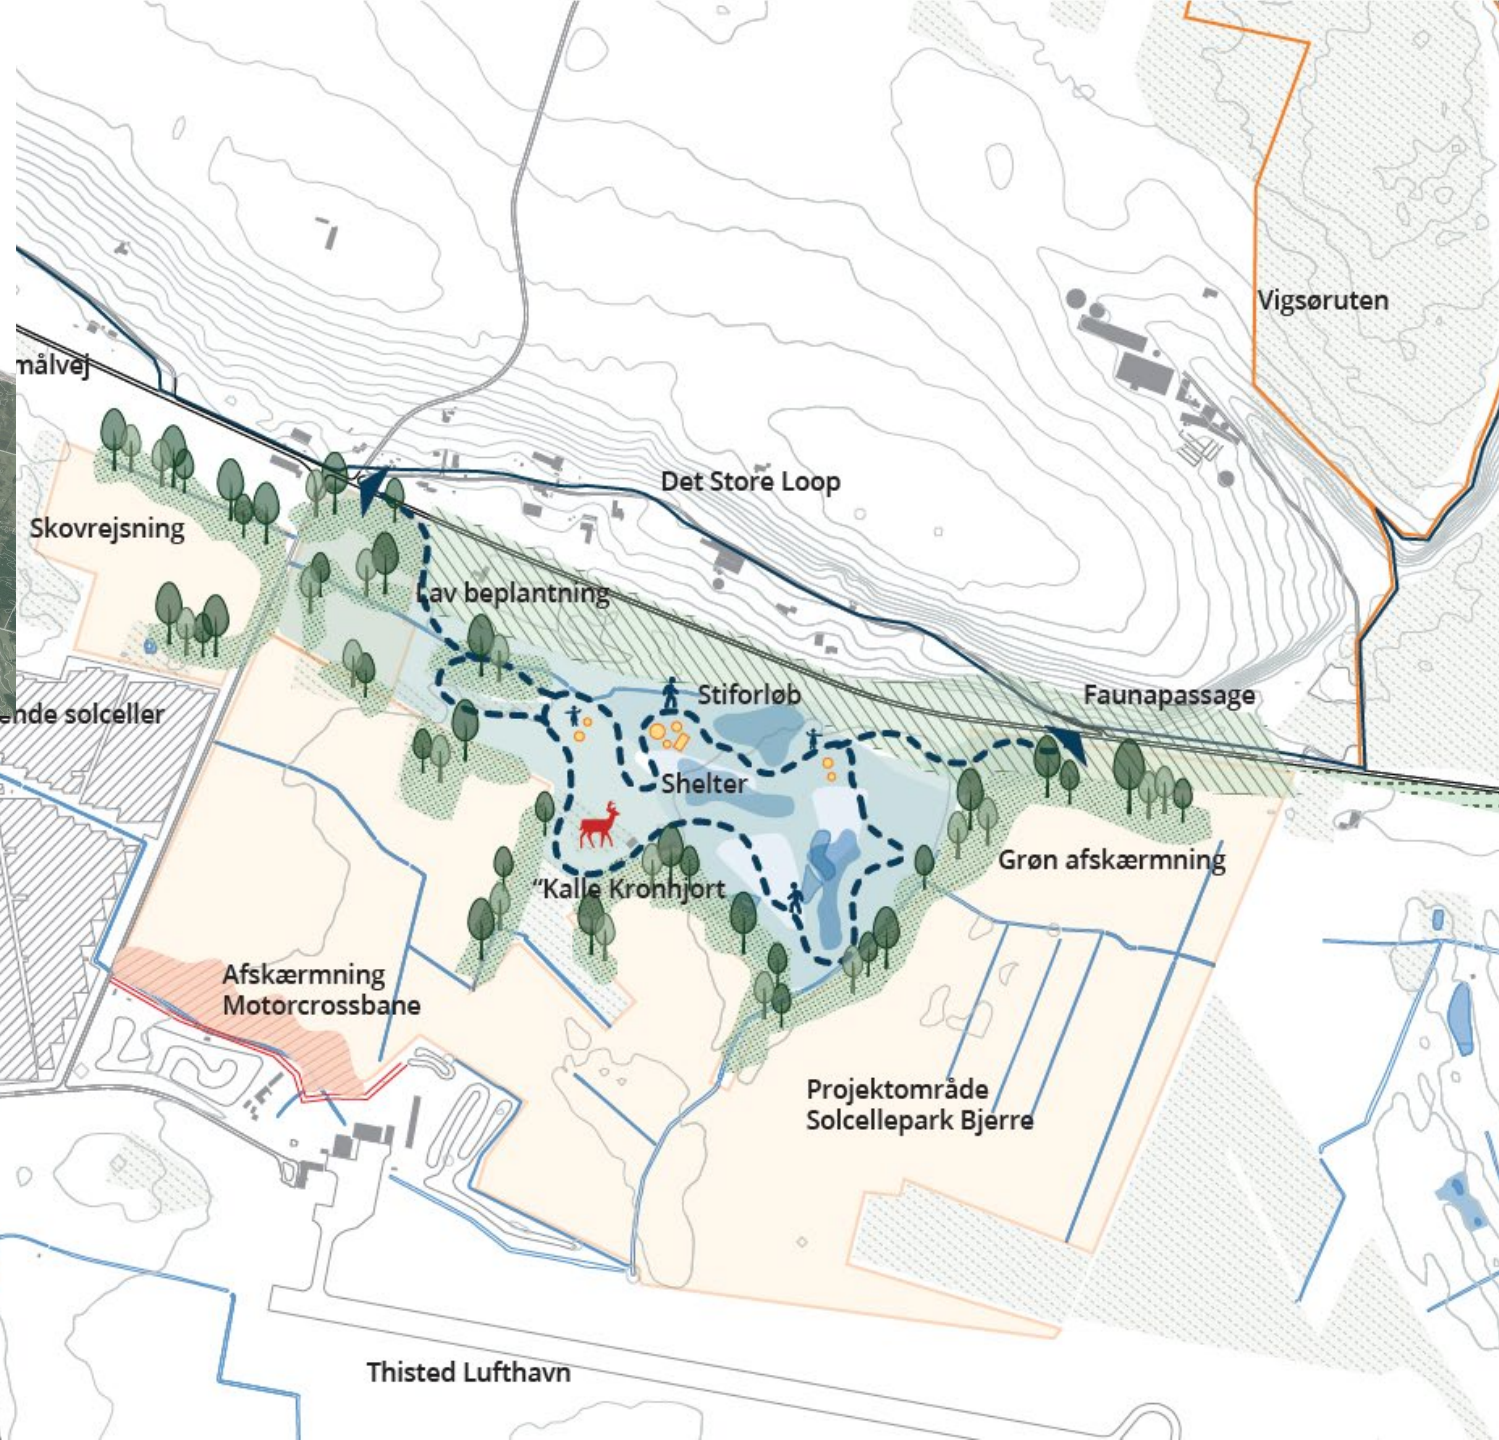 Vigsøruten
målvej
Det Store Loop
Skovrejsning
Lav beplantning
Stiforløb
Faunapassage
ende solceller
Shelter
Grøn afskærmning
“Kalle Kronhjort
Afskærmning
Motorcrossbane
Projektområde
Solcellepark Bjerre
Thisted Lufthavn